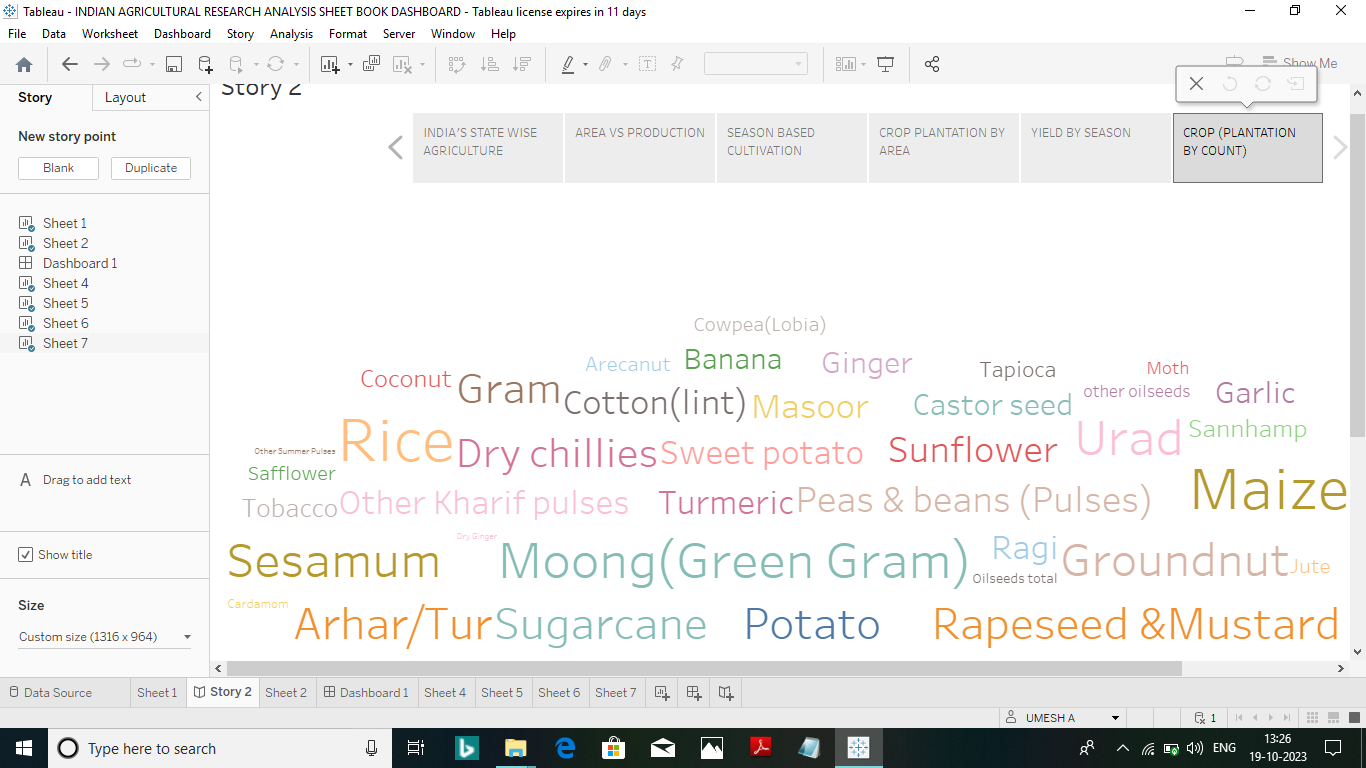 Tableau - INDIAN AGRICULTURAL RESEARCH ANALYSIS SHEET BOOK DASHBOARD - Tableau license expires in 11 days
File Data Worksheet Dashboard Story Analysis Format Server Window Help
Show Me
Story Layout
Story 2
New story point
Blank Duplicate
INDIA'S STATE WISE AGRICULTURE
AREA VS PRODUCTION
SEASON BASED CULTIVATION
CROP PLANTATION BY AREA
YIELD BY SEASON
CROP (PLANTATION BY COUNT)
Sheet 1
Sheet 2
Dashboard 1
Sheet 4
Sheet 5
Sheet 6
Sheet 7
Drag to add text
Show title
Size
Custom size (1316 x 964)
Cowpea(Lobia)
Arecanut Banana Ginger Tapioca Moth
Coconut Gram Cotton(lint) Masoor Castor seed other oilseeds Garlic
Other Summer Pulses Rice Dry chillies Sweet potato Sunflower Urad Sannhamp
Safflower
Tobacco Other Kharif pulses Turmeric Peas & beans (Pulses) Maize
Sesamum Dry Ginger Moong(Green Gram) Ragi Groundnut Jute
Oilseeds total
Cardamom Arhar/Tur Sugarcane Potato Rapeseed &Mustard
Data Source Sheet 1 Story 2 Sheet 2 Dashboard 1 Sheet 4 Sheet 5 Sheet 6 Sheet 7
UMESH A 1
Type here to search
ENG 13:26
19-10-2023